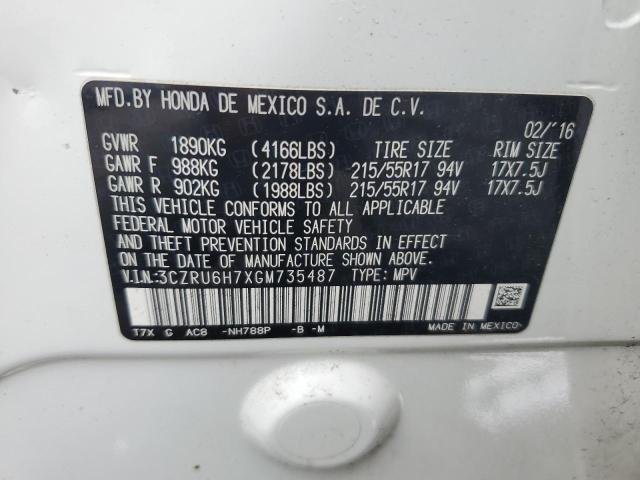 MFD. BY HONDA DE MEXICO S.A. DE C.V.
02/'16
GVWR 1890KG (4166LBS) TIRE SIZE RIM SIZE
GAWR F 988KG (2178LBS) 215/55R17 94V 17X7.5J
GAWR R 902KG (1988LBS) 215/55R17 94V 17X7.5J
THIS VEHICLE CONFORMS TO ALL APPLICABLE
FEDERAL MOTOR VEHICLE SAFETY
AND THEFT PREVENTION STANDARDS IN EFFECT
ON THE DATE OF MANUFACTURE SHOWN ABOVE.
V.I.N.:3CZRU6H7XGM735487 TYPE: MPV
T7X G AC8 -NH788P -B -M MADE IN MEXICO